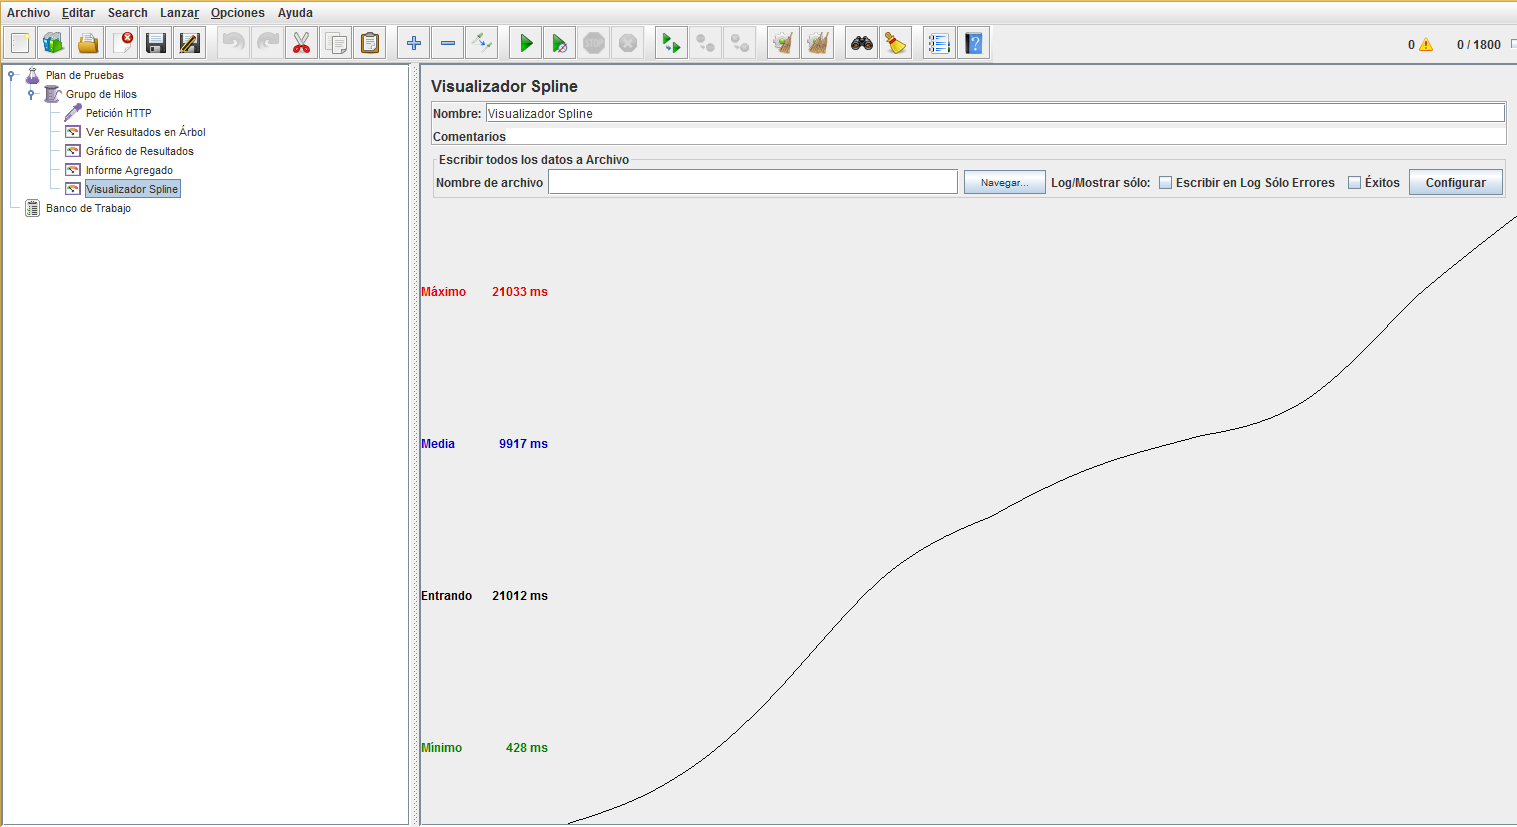 Archivo Editar Search Lanzar Opciones Ayuda
STOP
0 0 / 1800
Plan de Pruebas
Grupo de Hilos
Petición HTTP
Ver Resultados en Árbol
Gráfico de Resultados
Informe Agregado
Visualizador Spline
Banco de Trabajo
Visualizador Spline
Nombre: Visualizador Spline
Comentarios
Escribir todos los datos a Archivo
Nombre de archivo Navegar... Log/Mostrar sólo: Escribir en Log Sólo Errores Éxitos Configurar
Máximo 21033 ms
Media 9917 ms
Entrando 21012 ms
Mínimo 428 ms